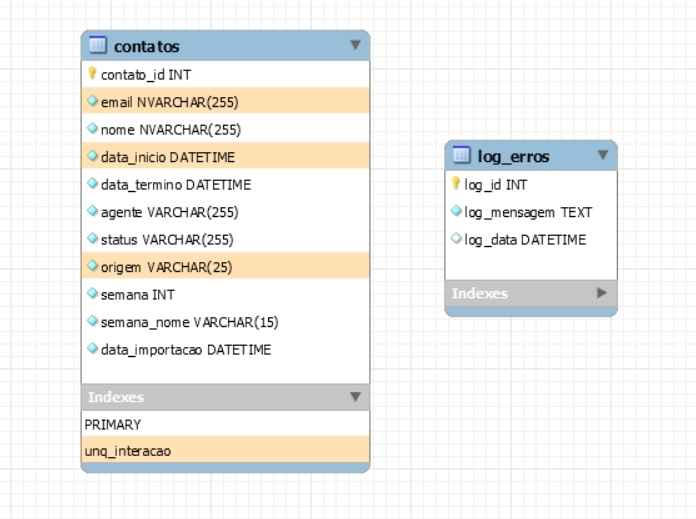 contatos
contato_id INT
email NVARCHAR(255)
nome NVARCHAR(255)
data_inicio DATETIME
data_termino DATETIME
agente VARCHAR(255)
status VARCHAR(255)
origem VARCHAR(25)
semana INT
semana_nome VARCHAR(15)
data_importacao DATETIME
Indexes
PRIMARY
unq_interacao
log_erros
log_id INT
log_mensagem TEXT
log_data DATETIME
Indexes